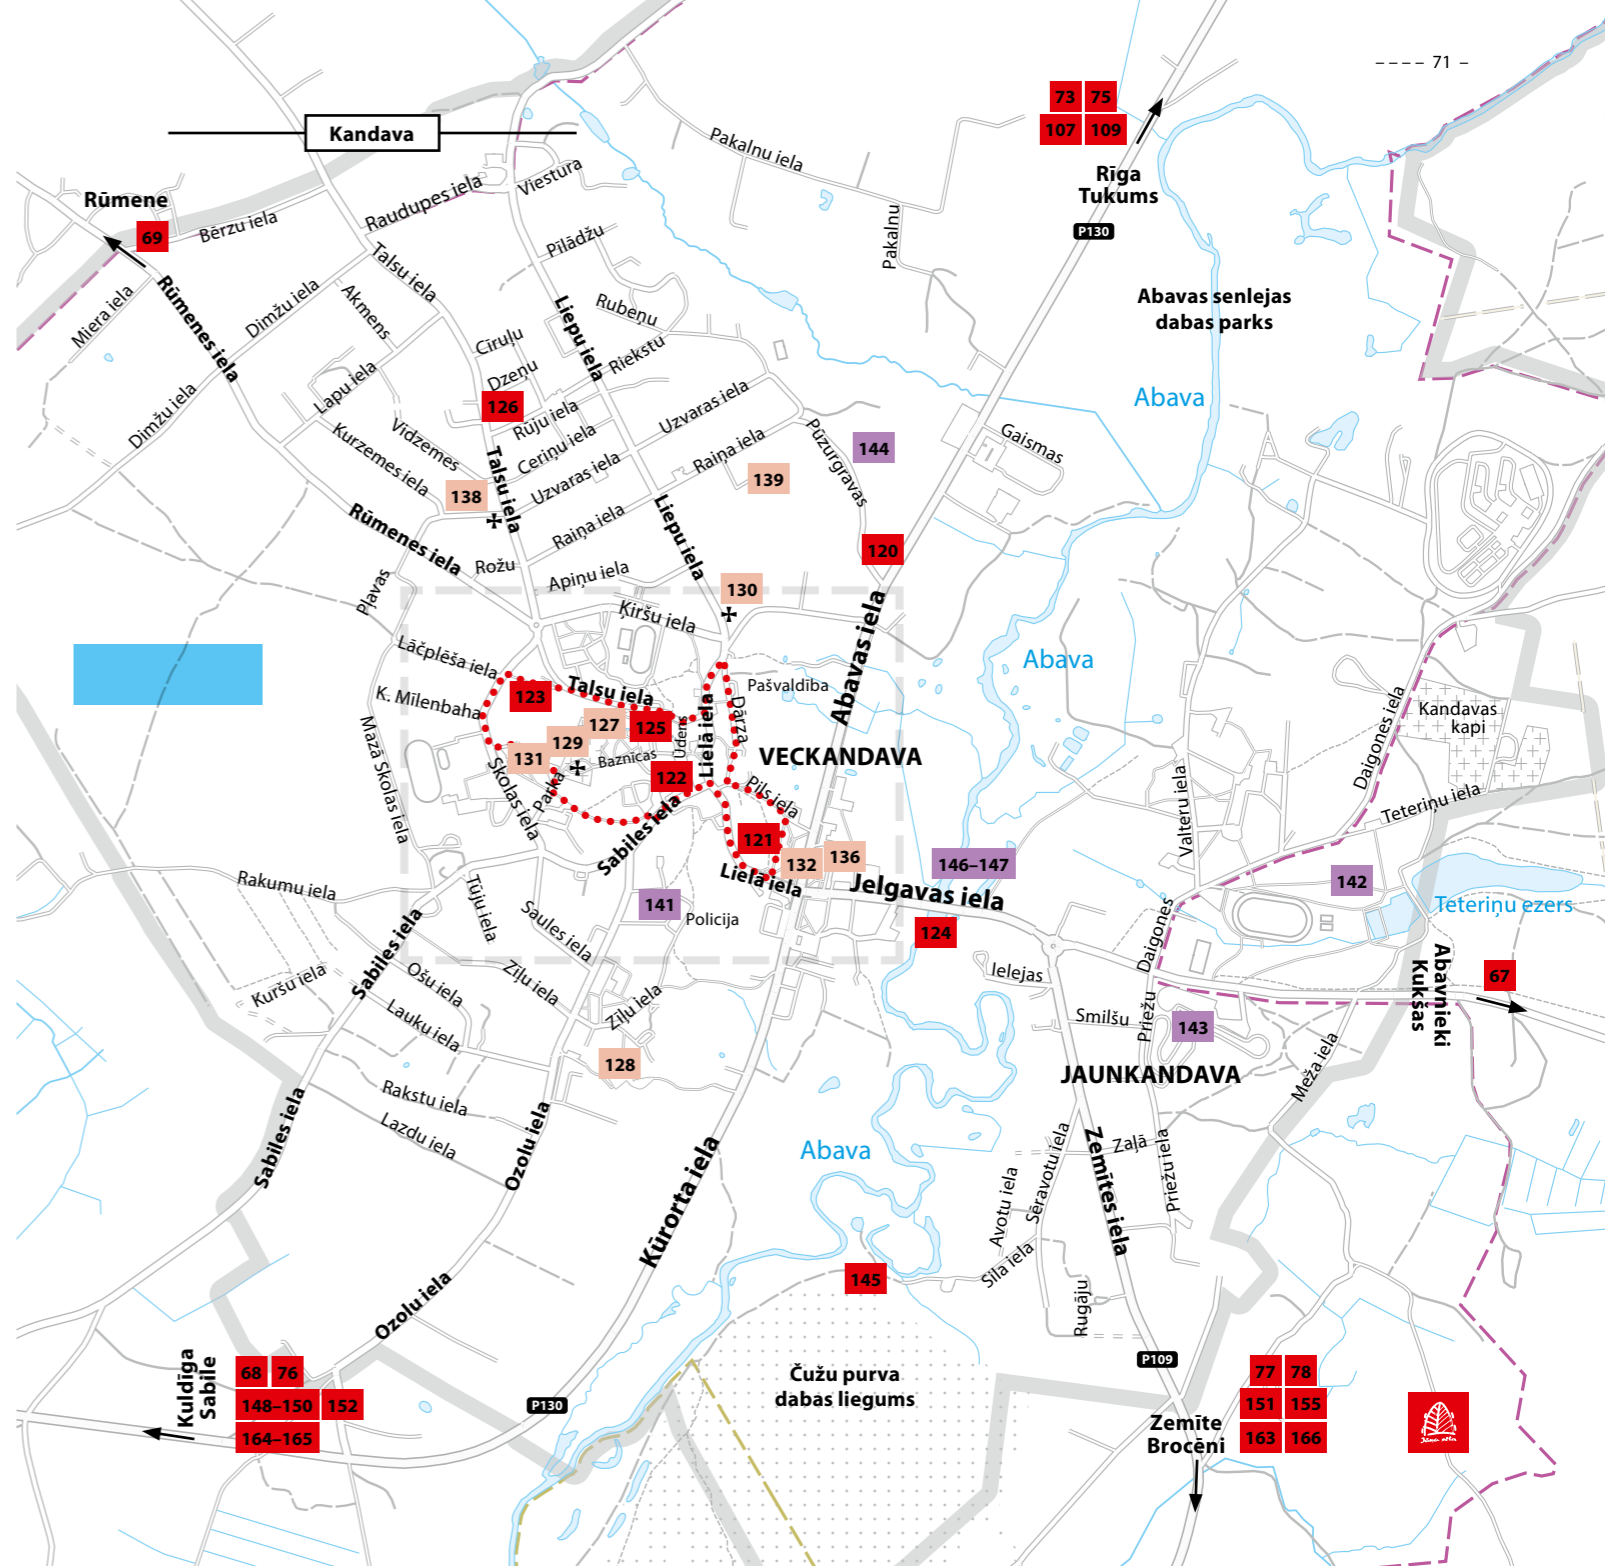 71
73 75
107 109
Kandava
Pakalnu iela
Viestura
Rīga
Tukums
Rūmene
Raudupes iela
Bērzu iela
69
Pīlādžu
Pakalnu
P130
Talsu iela
Miera iela
Rūmenes iela
Dimžu iela
Akmens
Liepu iela
Rubeņu
Abavas senlejas
dabas parks
Cīruļu
Riekstu
Dzeņu
Lapu iela
Dimžu iela
126
Rūju iela
Uzvaras iela
Abava
Vidzemes
Kurzemes iela
Ceriņu iela
Raiņa iela
Pūzurgravas
144
Gaismas
Talsu iela
Uzvaras iela
139
138
Liepu iela
Rūmenes iela
Raiņa iela
120
Rožu
Apiņu iela
Pļavas
130
Ķiršu iela
Abavas iela
Lāčplēša iela
Abava
Talsu iela
Pašvaldība
123
K. Mīlenbaha
Lielā iela
Dārza
Daigones iela
Kandavas
kapi
127
125
Ūdens
129
Mazā Skolas iela
131
Baznīcas
VECKANDAVA
122
Skolas iela
Parka
Pils iela
Valteru iela
Teteriņu iela
Sabiles iela
121
132
136
146–147
Rakumu iela
Lielā iela
Jelgavas iela
142
Tūju iela
141
Policija
Teteriņu ezers
Saules iela
124
Daigones
Sabiles iela
Abavnieki
Kukšas
67
Kuršu iela
Ošu iela
Zīļu iela
Ielejas
Zīļu iela
Lauku iela
Smilšu
Priežu
143
128
Meža iela
JAUNKANDAVA
Rakstu iela
Lazdu iela
Sabiles iela
Ozolu iela
Abava
Kūrorta iela
Zaļā
Sēravotu iela
Zemītes iela
Priežu iela
Avotu iela
Sila iela
145
Rugāju
Ozolu iela
Kuldīga
Sabile
68 76
148–150 152
164–165
P130
Čužu purva
dabas liegums
P109
77 78
151 155
163 166
Zemīte
Brocēni